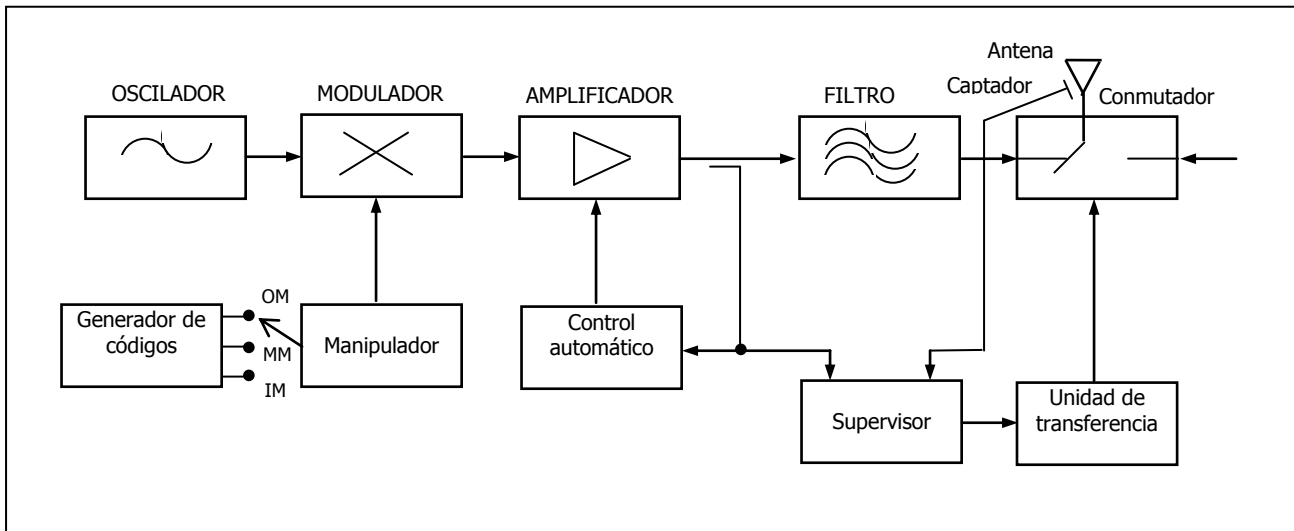 Antena
Captador
OSCILADOR
MODULADOR
AMPLIFICADOR
FILTRO
Conmutador
Generador de
códigos
OM
MM
IM
Manipulador
Control
automático
Supervisor
Unidad de
transferencia